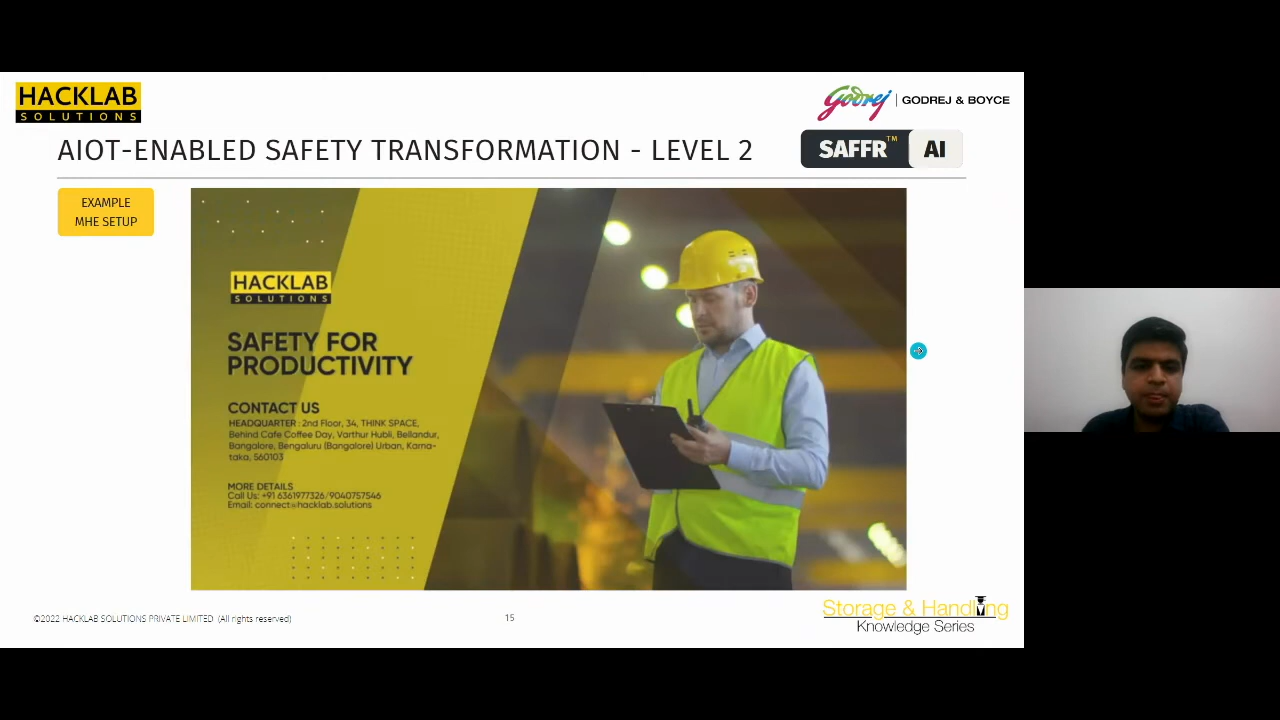 HACKLAB
SOLUTIONS
Godrej | GODREJ & BOYCE
AIOT-ENABLED SAFETY TRANSFORMATION - LEVEL 2
SAFFR™ AI
EXAMPLE
MHE SETUP
HACKLAB
SOLUTIONS
SAFETY FOR
PRODUCTIVITY
CONTACT US
HEADQUARTER : 2nd Floor, 34, THINK SPACE,
Behind Cafe Coffee Day, Varthur Hubli, Bellandur,
Bangalore, Bengaluru (Bangalore) Urban, Karna-
taka, 560103
MORE DETAILS
Call Us: +91 6361977326/9040757546
Email: connect@hacklab.solutions
©2022 HACKLAB SOLUTIONS PRIVATE LIMITED (All rights reserved)
15
Storage & Handling
Knowledge Series